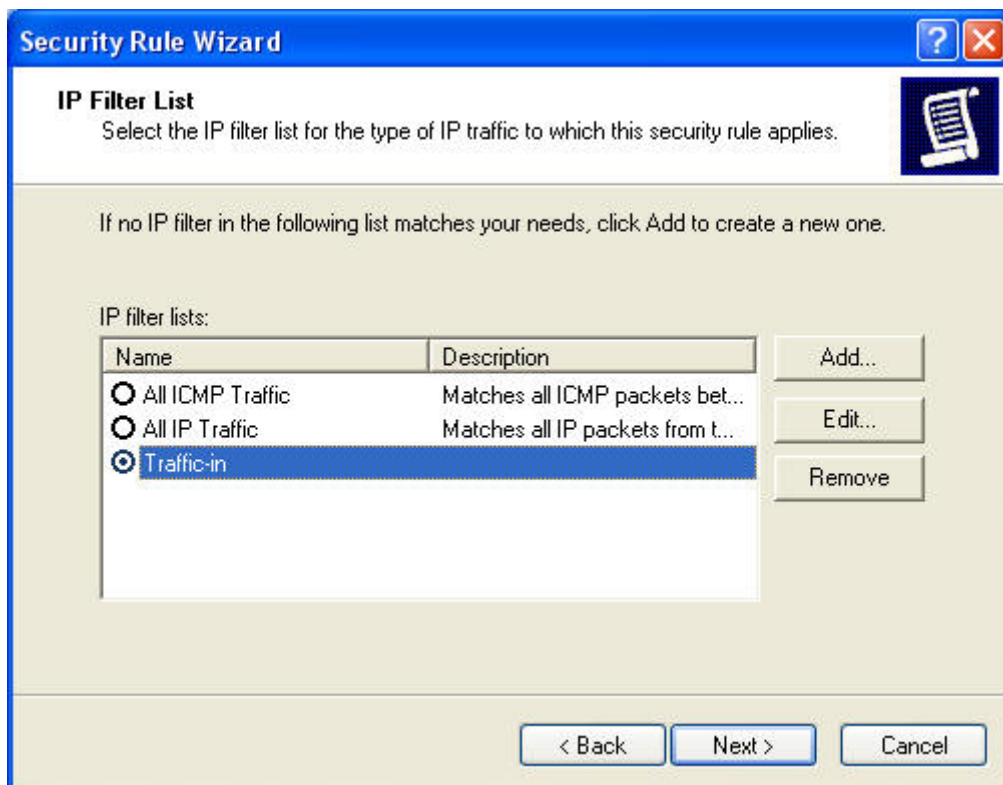 Security Rule Wizard
?
IP Filter List
Select the IP filter list for the type of IP traffic to which this security rule applies.
If no IP filter in the following list matches your needs, click Add to create a new one.
IP filter lists:
Name Description Add...
All ICMP Traffic Matches all ICMP packets bet...
All IP Traffic Matches all IP packets from t... Edit...
Traffic-in Remove
< Back Next > Cancel